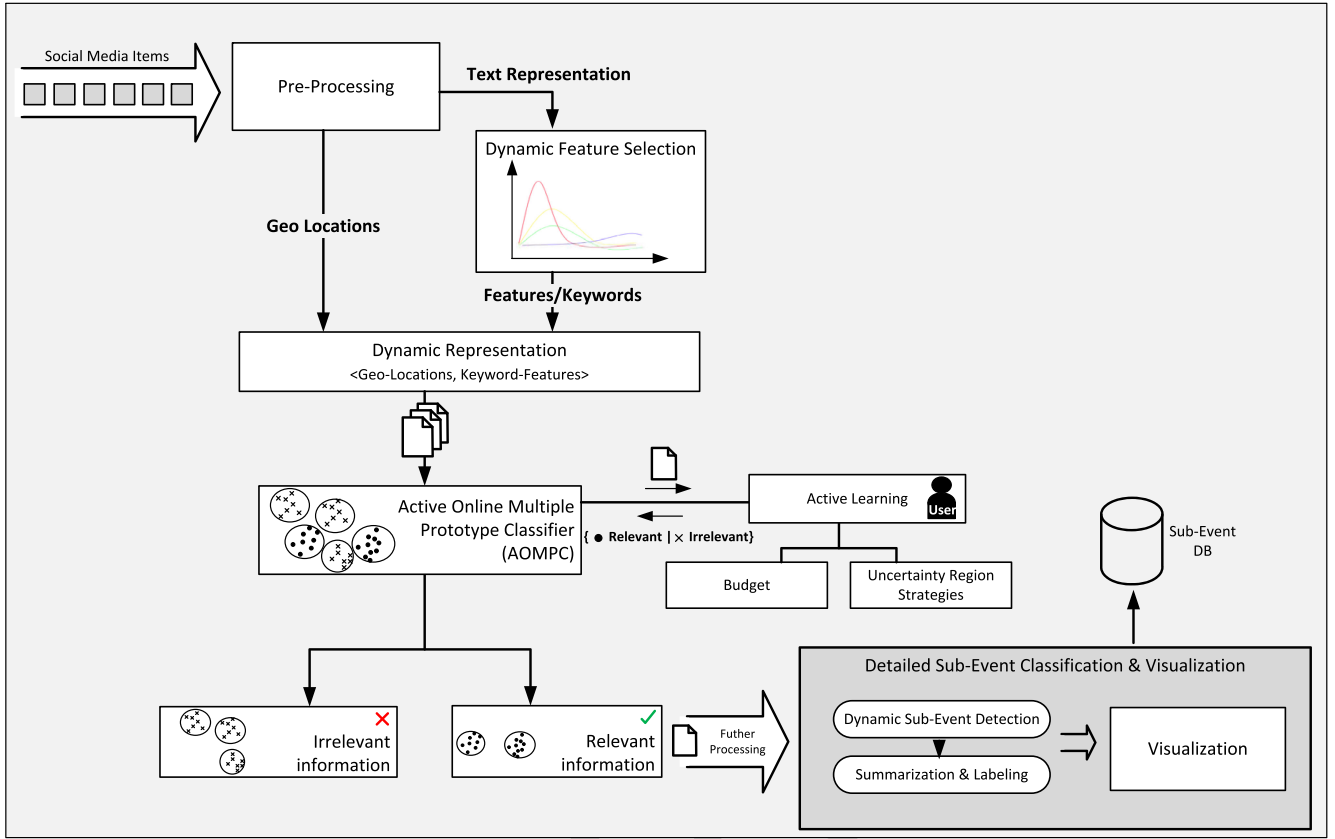 Social Media Items
Pre-Processing
Text Representation
Dynamic Feature Selection
Geo Locations
Features/Keywords
Dynamic Representation
<Geo-Locations, Keyword-Features>
Active Online Multiple
Prototype Classifier
(AOMPC)
{ ● Relevant | × Irrelevant}
Active Learning
User
Budget
Uncertainty Region
Strategies
Sub-Event
DB
Irrelevant
information
Relevant
information
Futher
Processing
Detailed Sub-Event Classification & Visualization
Dynamic Sub-Event Detection
Summarization & Labeling
Visualization